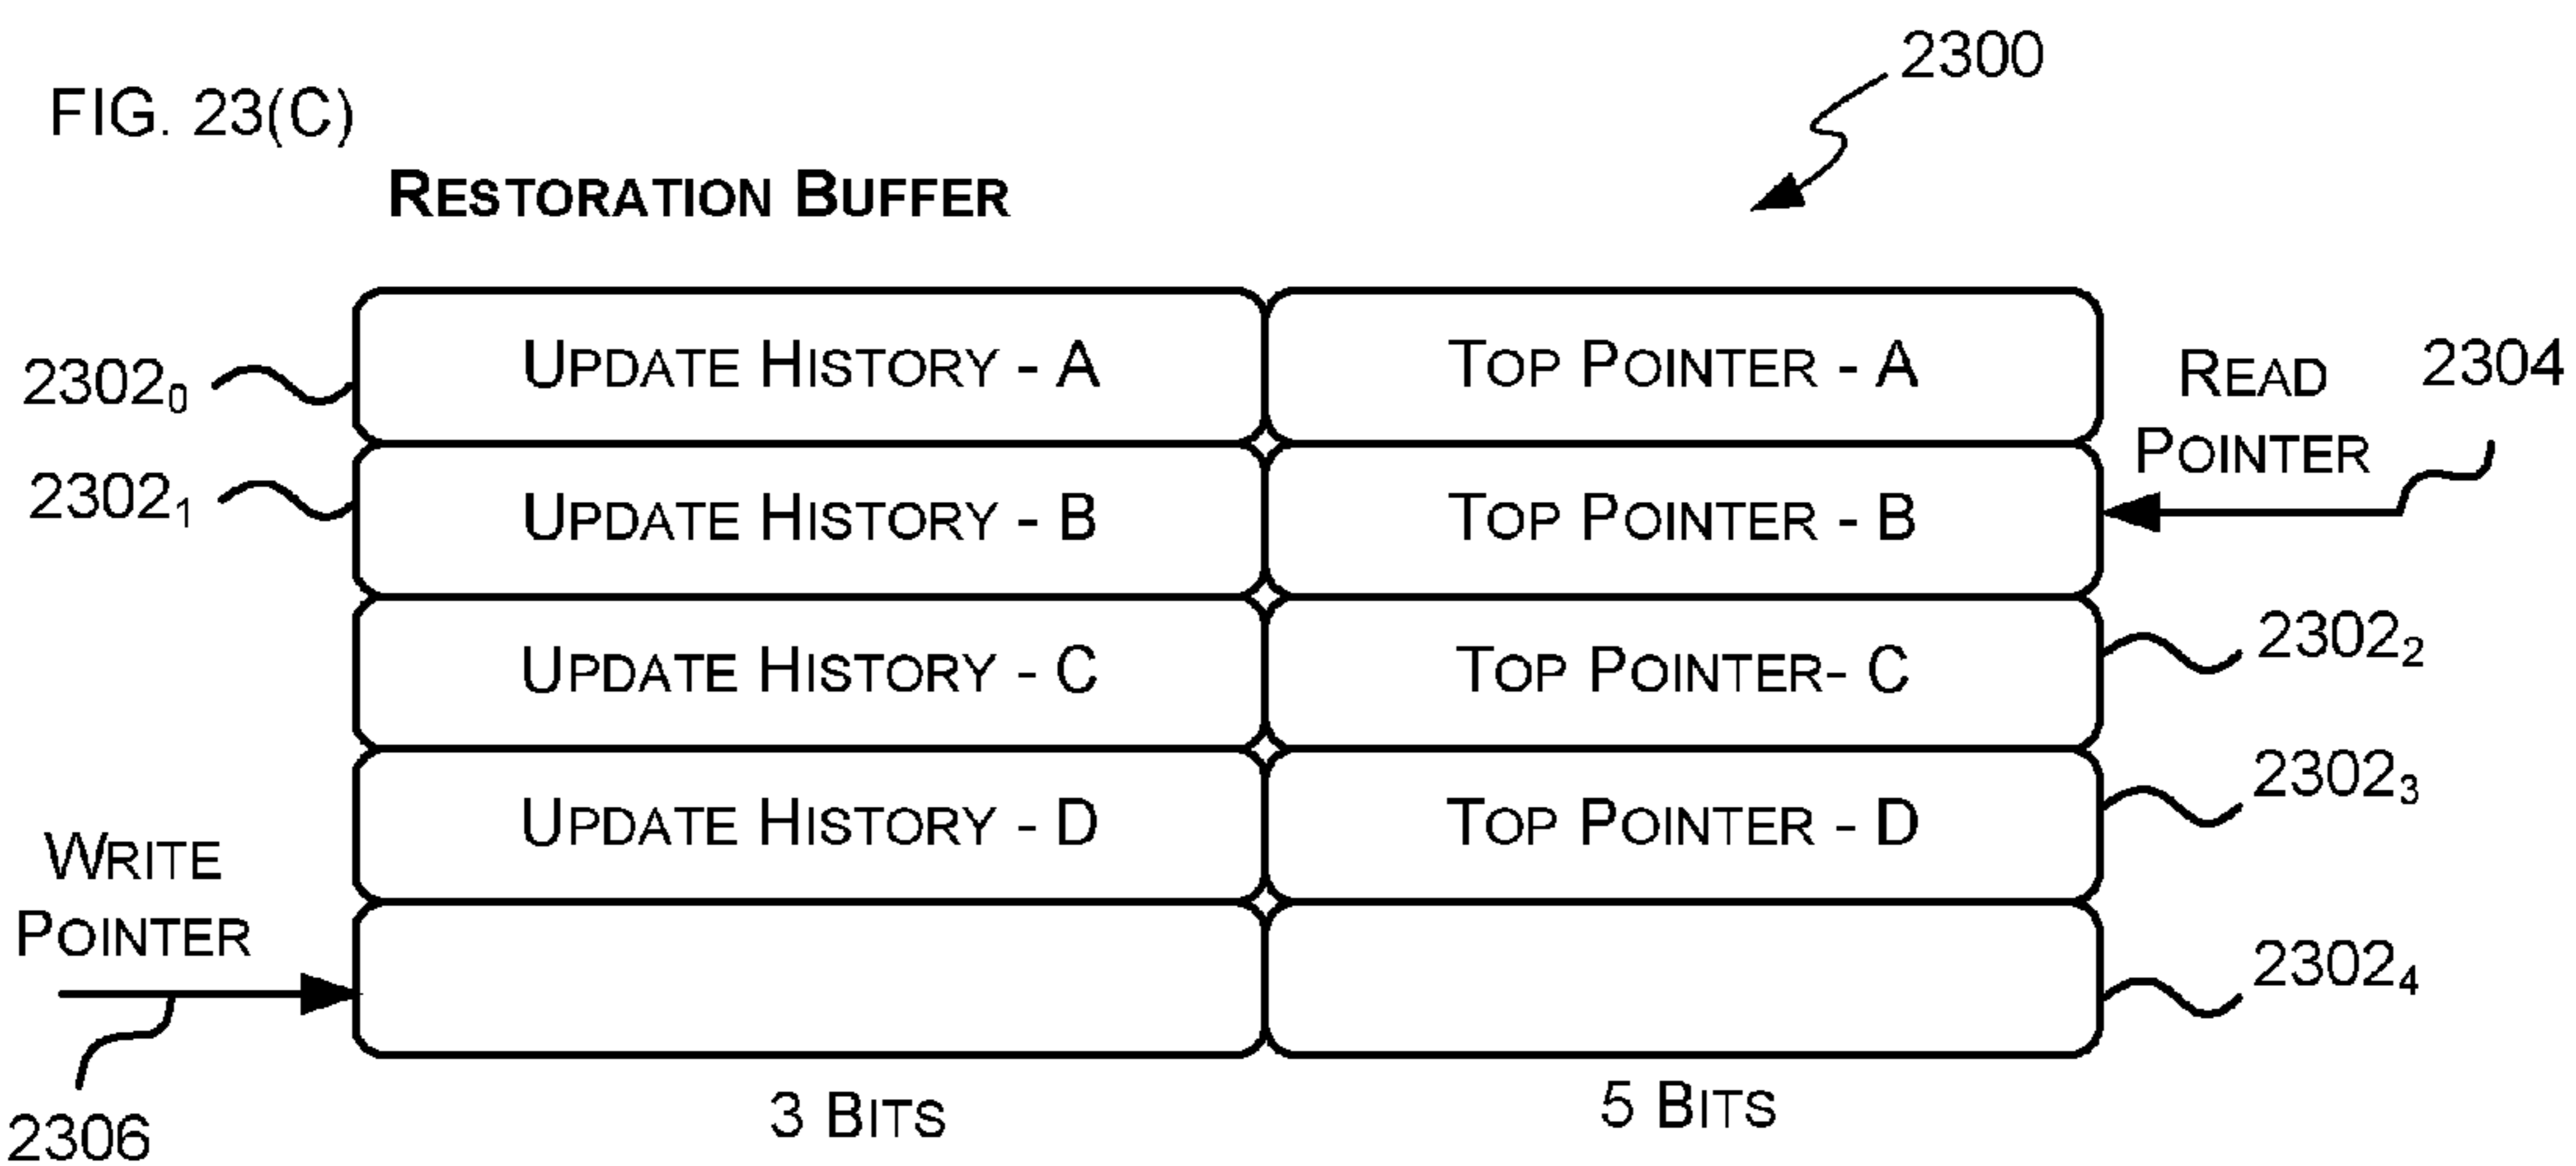 2300
FIG. 23(C)
RESTORATION BUFFER
2302₀ UPDATE HISTORY - A TOP POINTER - A READ POINTER 2304
2302₁ UPDATE HISTORY - B TOP POINTER - B
UPDATE HISTORY - C TOP POINTER- C 2302₂
UPDATE HISTORY - D TOP POINTER - D 2302₃
WRITE POINTER
2302₄
2306 3 BITS 5 BITS